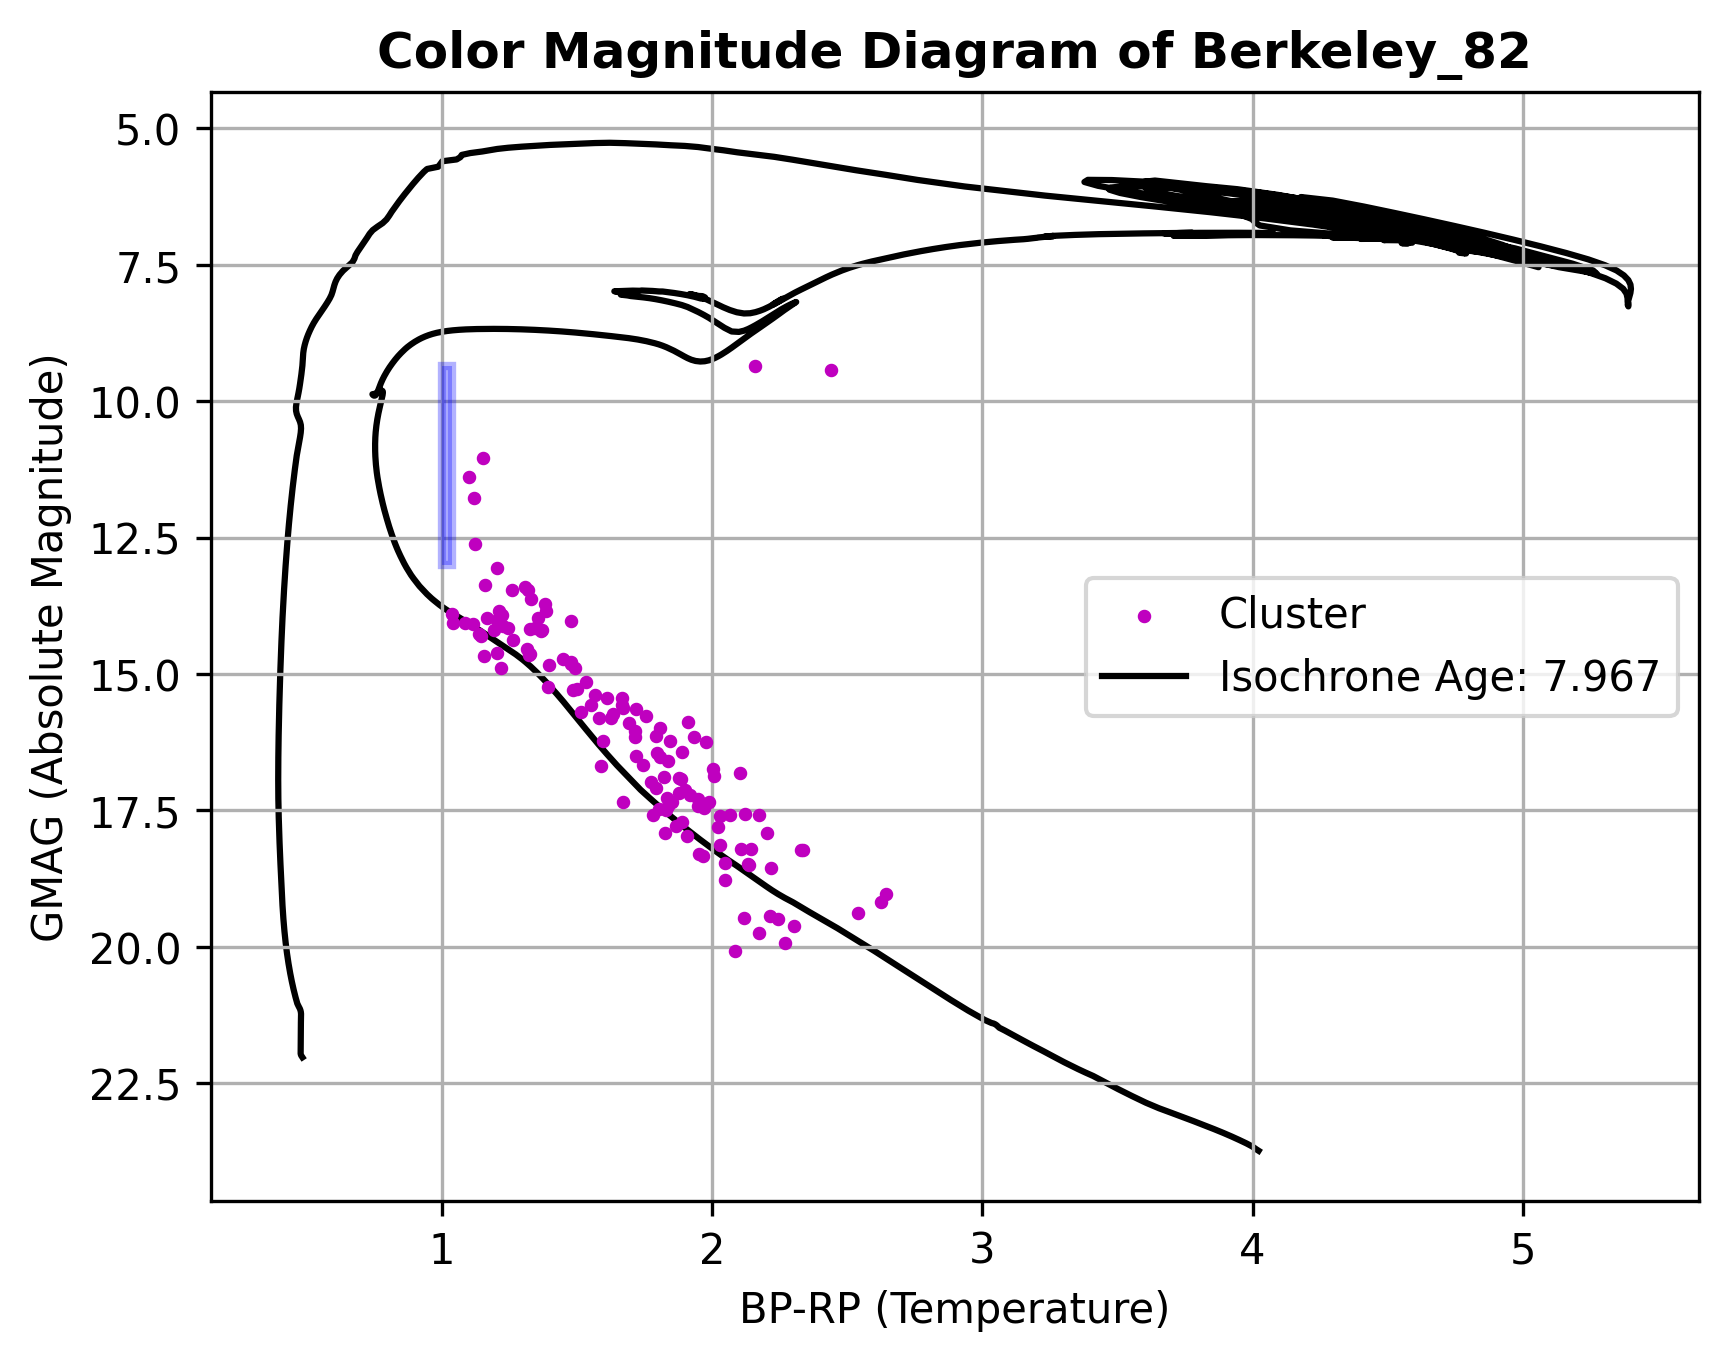 Color Magnitude Diagram of Berkeley_82
GMAG (Absolute Magnitude)
5.0
7.5
10.0
12.5
15.0
17.5
20.0
22.5
Cluster
Isochrone Age: 7.967
1 2 3 4 5
BP-RP (Temperature)